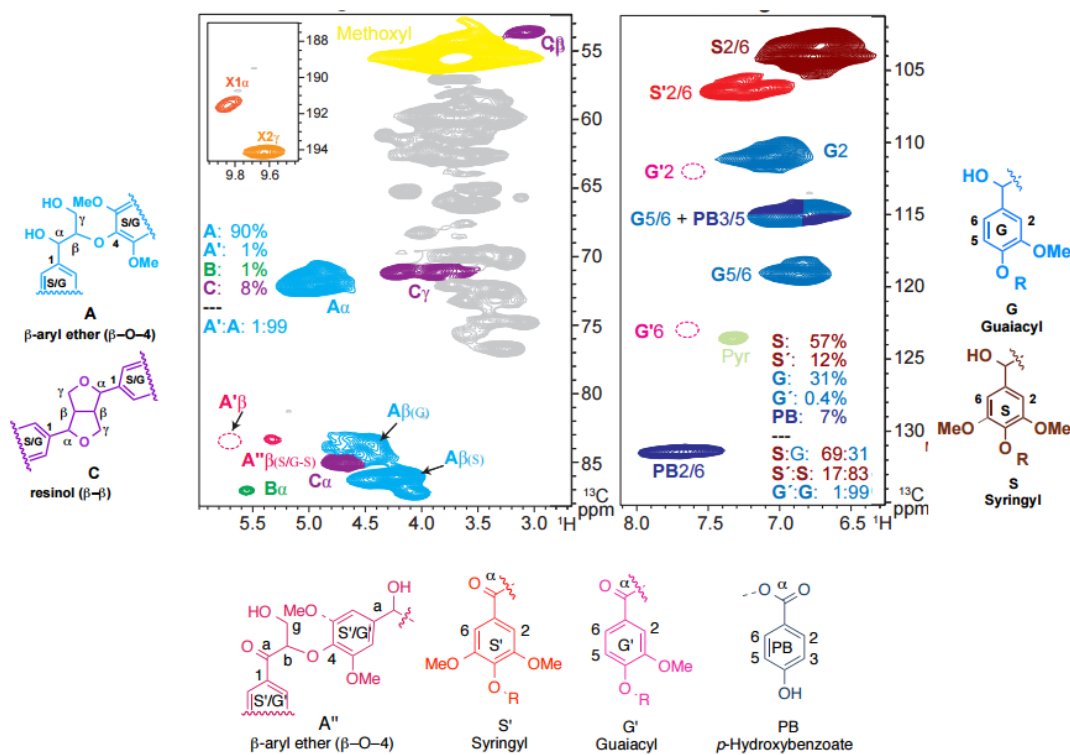 Methoxyl
Cβ
188
190
192
194
9.8
9.6
X1α
X2γ
A: 90%
A': 1%
B: 1%
C: 8%
---
A':A: 1:99
Aα
Cγ
A'β
A''β(S/G-S)
Bα
Cα
Aβ(G)
Aβ(S)
55
60
65
70
75
80
85
13C
ppm
5.5
5.0
4.5
4.0
3.5
3.0
1H
S2/6
S'2/6
G'2
G2
G5/6 + PB3/5
G5/6
G'6
Pyr
PB2/6
S: 57%
S´: 12%
G: 31%
G´: 0.4%
PB: 7%
---
S:G: 69:31
S´:S: 17:83
G´:G: 1:99
105
110
115
120
125
130
135
13C
ppm
8.0
7.5
7.0
6.5
1H
HO
MeO
γ
S/G
HO
α
β
O
4
OMe
1
S/G
A
β-aryl ether (β–O–4)
O
α
1
S/G
γ
β
β
1
γ
S/G
α
O
C
resinol (β-β)
HO
6
2
G
5
OMe
O
R
G
Guaiacyl
HO
6
2
S
MeO
OMe
O
R
S
Syringyl
OH
a
HO
MeO
g
S'/G'
O
a
b
O
4
OMe
1
S'/G'
A''
β-aryl ether (β–O–4)
α
O
6
2
S'
MeO
OMe
O
R
S'
Syringyl
α
O
6
2
G'
5
OMe
O
R
G'
Guaiacyl
O
α
O
6
2
PB
5
3
OH
PB
p-Hydroxybenzoate